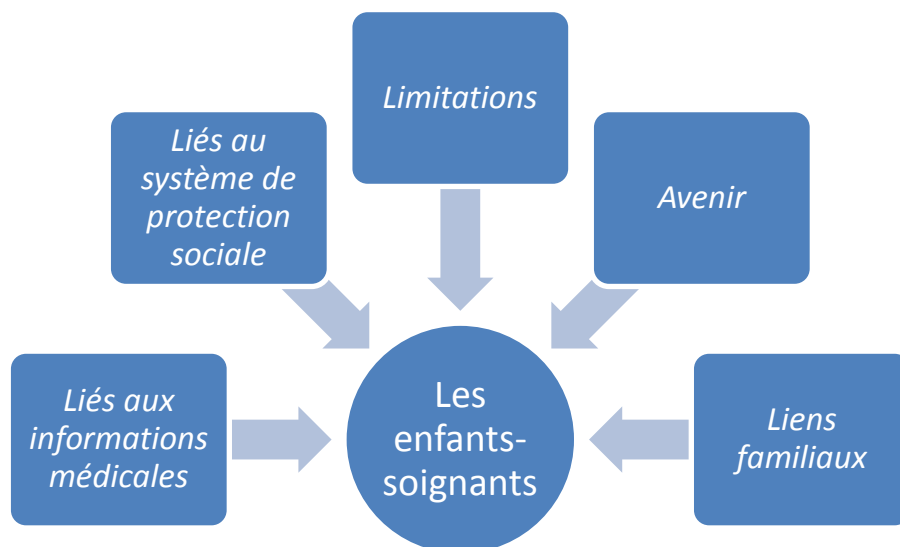 Limitations
Liés au
système de
protection
sociale
Avenir
Liés aux
informations
médicales
Les
enfants-
soignants
Liens
familiaux